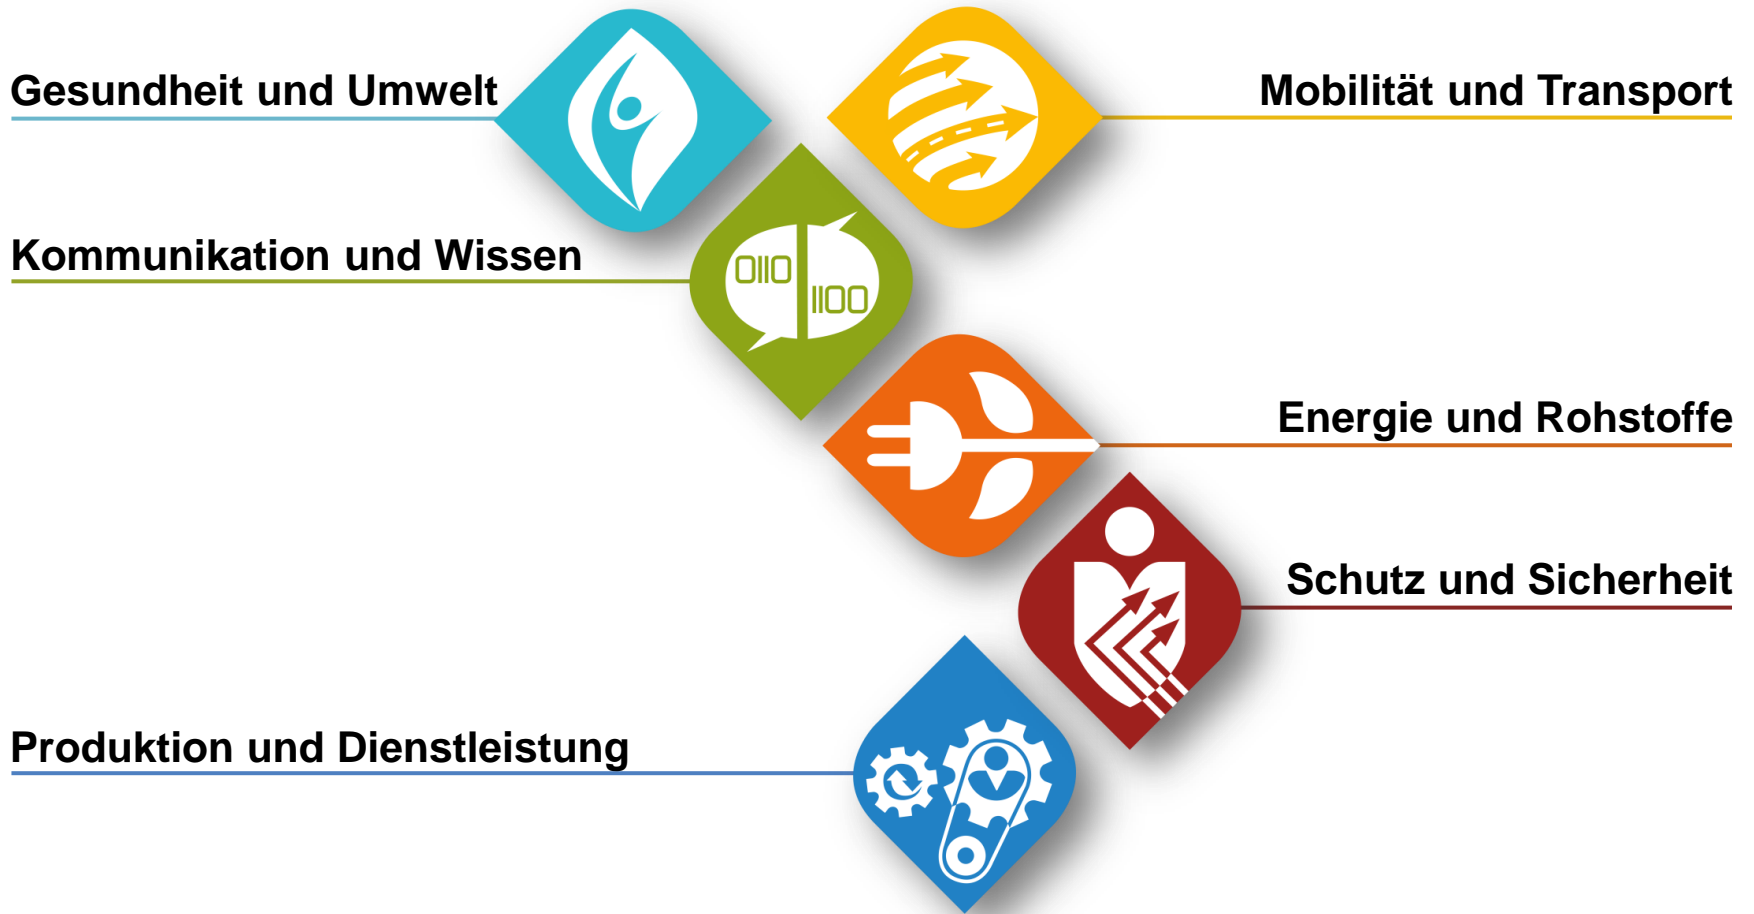 Gesundheit und Umwelt
Mobilität und Transport
Kommunikation und Wissen
0110
1100
Energie und Rohstoffe
Schutz und Sicherheit
Produktion und Dienstleistung